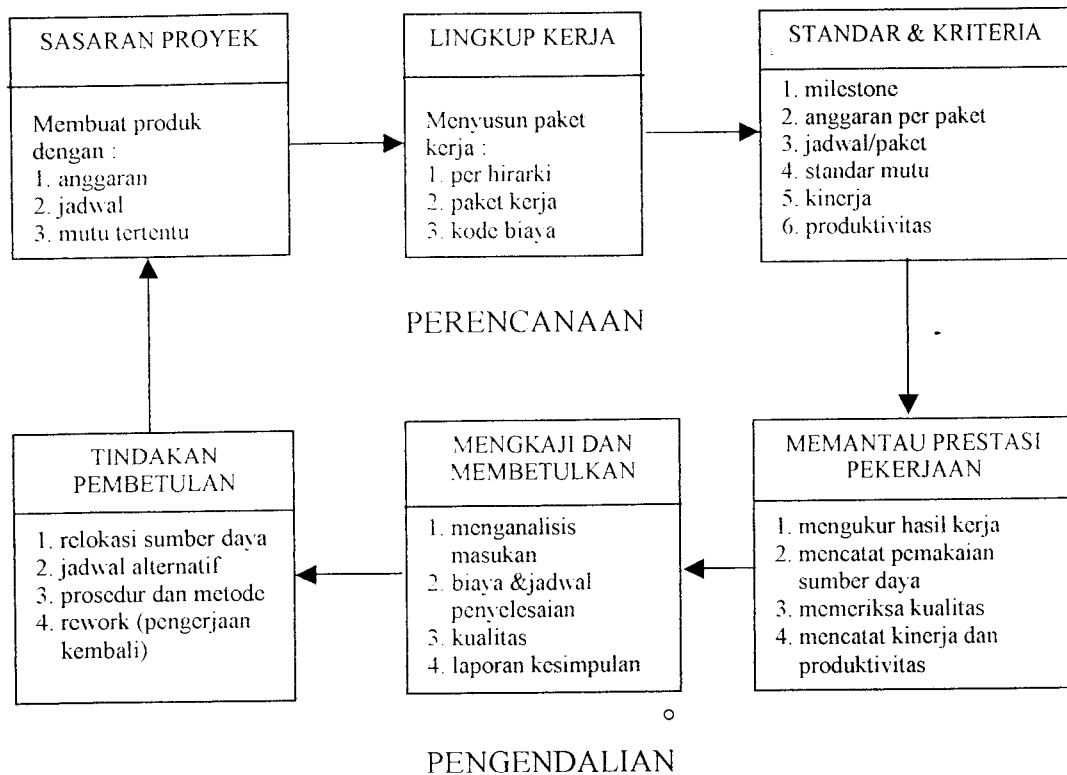 SASARAN PROYEK
Membuat produk
dengan :
1. anggaran
2. jadwal
3. mutu tertentu
LINGKUP KERJA
Menyusun paket
kerja :
1. per hirarki
2. paket kerja
3. kode biaya
STANDAR & KRITERIA
1. milestone
2. anggaran per paket
3. jadwal/paket
4. standar mutu
5. kinerja
6. produktivitas
PERENCANAAN
TINDAKAN
PEMBETULAN
1. relokasi sumber daya
2. jadwal alternatif
3. prosedur dan metode
4. rework (pengerjaan
kembali)
MENGKAJI DAN
MEMBETULKAN
1. menganalisis
masukan
2. biaya &jadwal
penyelesaian
3. kualitas
4. laporan kesimpulan
MEMANTAU PRESTASI
PEKERJAAN
1. mengukur hasil kerja
2. mencatat pemakaian
sumber daya
3. memeriksa kualitas
4. mencatat kinerja dan
produktivitas
PENGENDALIAN